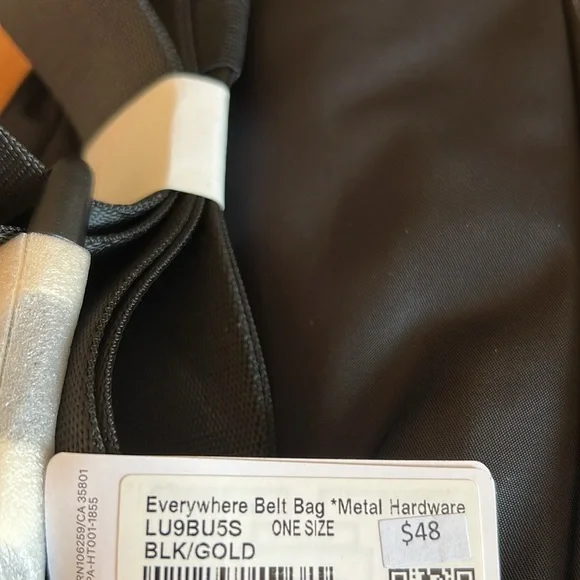 Everywhere Belt Bag *Metal Hardware
LU9BU5S ONE SIZE
$48
BLK/GOLD
RN106259/CA 35801
PA-HT001-1855